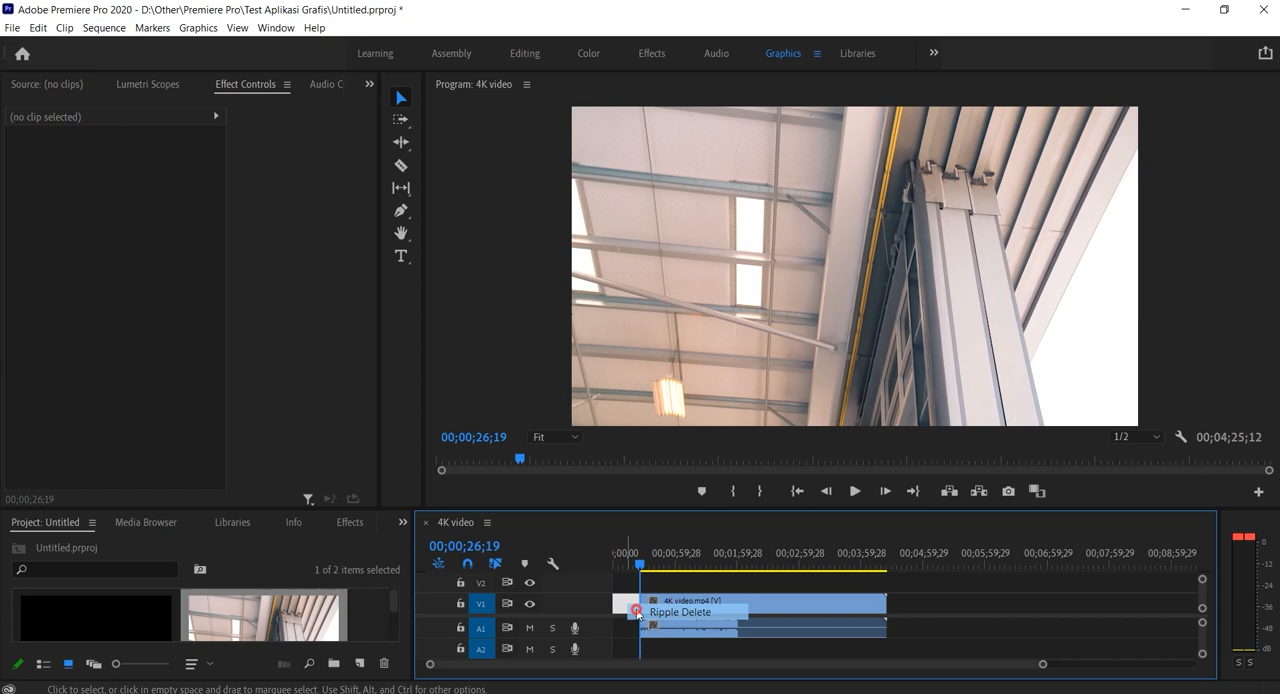 Adobe Premiere Pro 2020 - D:\Other\Premiere Pro\Test Aplikasi Grafis\Untitled.prproj *
File Edit Clip Sequence Markers Graphics View Window Help
Learning Assembly Editing Color Effects Audio Graphics Libraries
Source: (no clips) Lumetri Scopes Effect Controls Audio C
Program: 4K video
(no clip selected)
00;00;26;19 Fit 1/2 00;04;25;12
00;00;26;19
Project: Untitled Media Browser Libraries Info Effects
4K video
Untitled.prproj
00;00;26;19
1 of 2 items selected
;00;00 00;00;59;28 00;01;59;28 00;02;59;28 00;03;59;28 00;04;59;29 00;05;59;29 00;06;59;29 00;07;59;29 00;08;59;29
V2
V1 4K video.mp4 [V]
Ripple Delete
A1 M S
A2 M S
0
-12
-24
-36
-48
dB
S S
Click to select, or click in empty space and drag to marquee select. Use Shift, Alt, and Ctrl for other options.